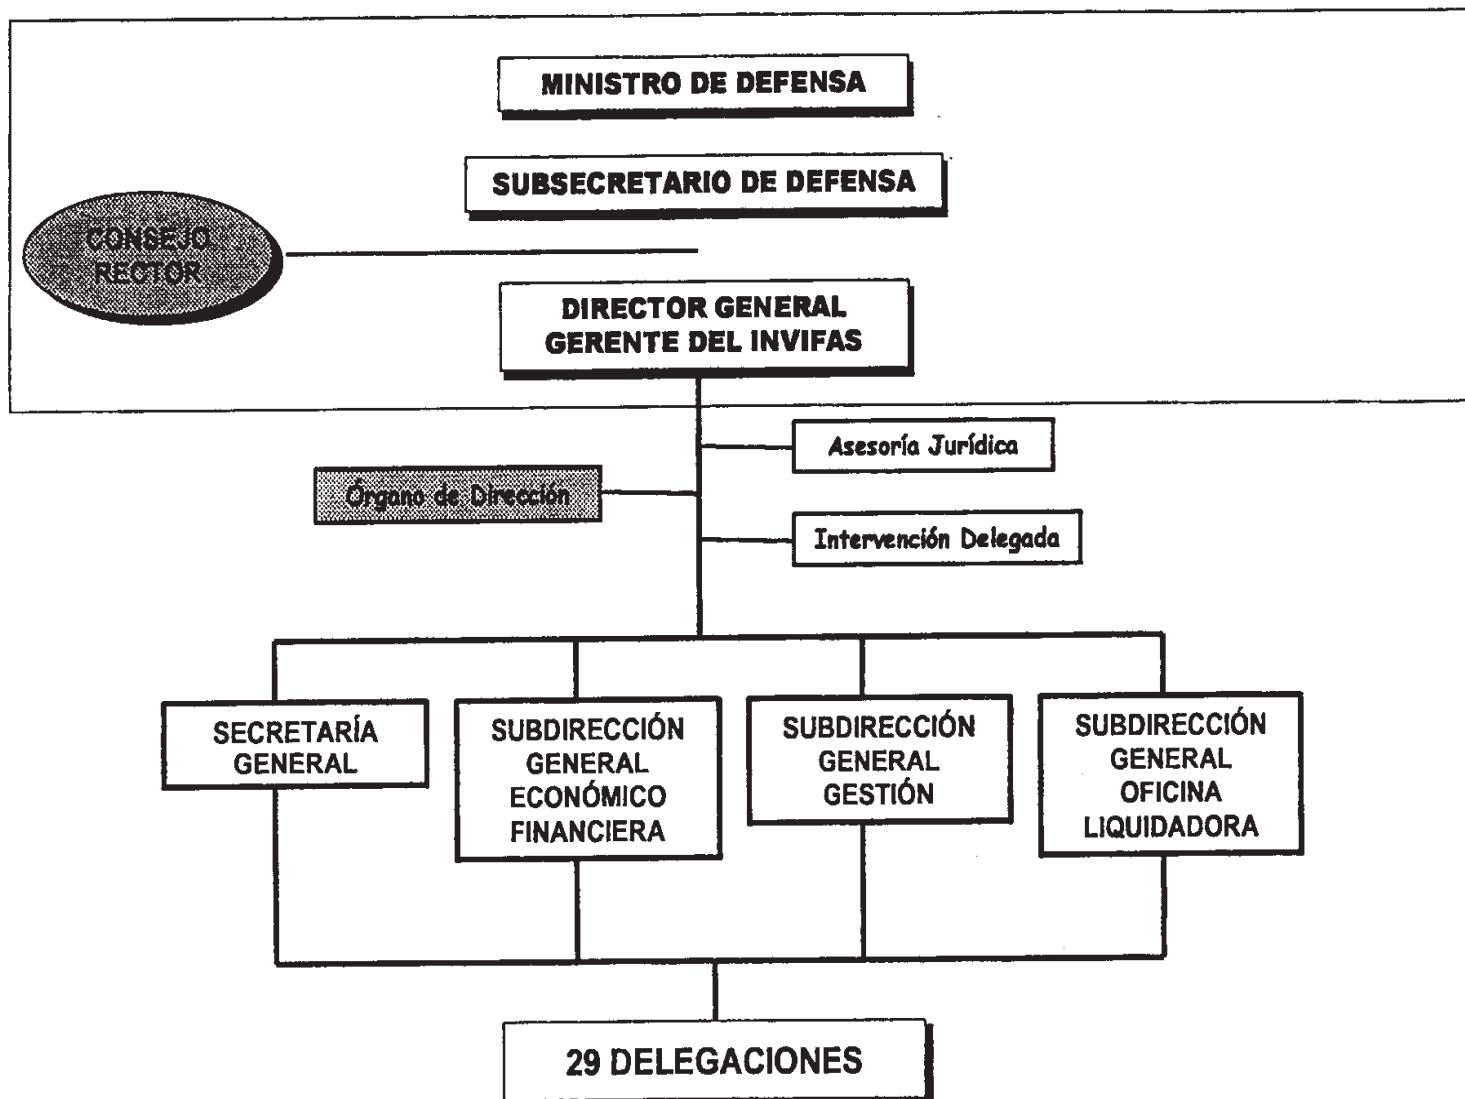 MINISTRO DE DEFENSA
SUBSECRETARIO DE DEFENSA
CONSEJO
RECTOR
DIRECTOR GENERAL
GERENTE DEL INVIFAS
Asesoría Jurídica
Órgano de Dirección
Intervención Delegada
SECRETARÍA
GENERAL
SUBDIRECCIÓN
GENERAL
ECONÓMICO
FINANCIERA
SUBDIRECCIÓN
GENERAL
GESTIÓN
SUBDIRECCIÓN
GENERAL
OFICINA
LIQUIDADORA
29 DELEGACIONES